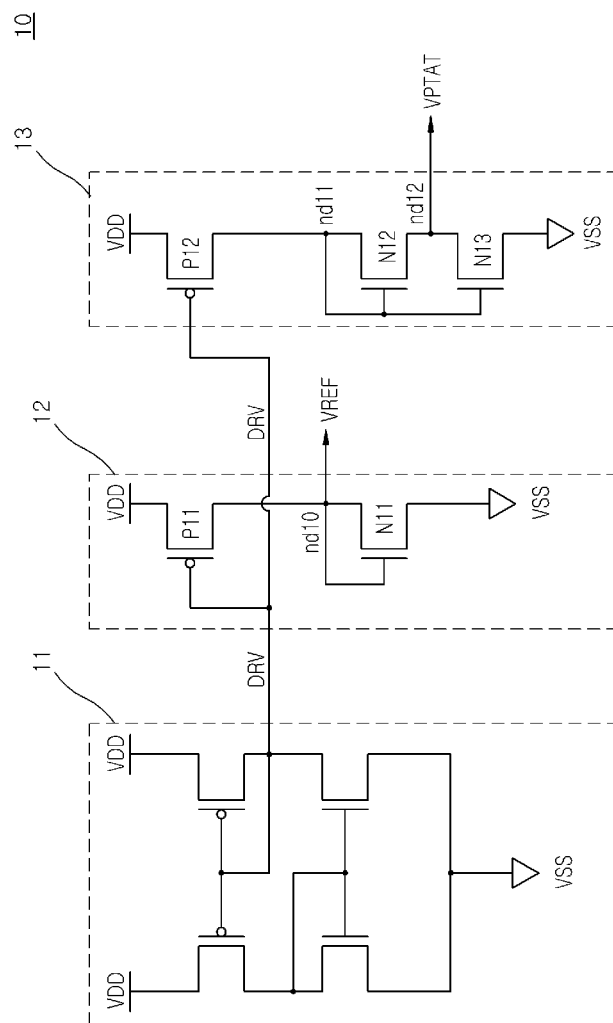 10
11
12
13
VDD
VDD
VDD
VDD
P11
P12
DRV
DRV
nd10
VREF
nd11
N11
N12
nd12
VPTAT
N13
VSS
VSS
VSS